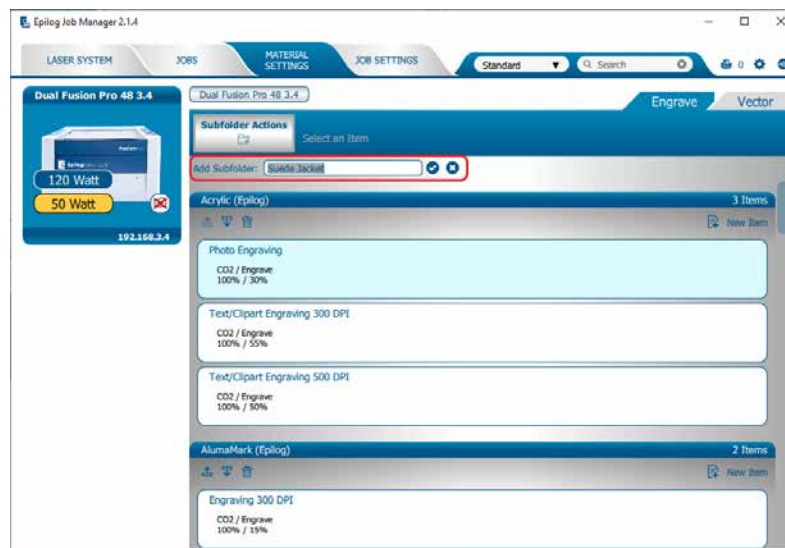 Epilog Job Manager 2.1.4
LASER SYSTEM
JOBS
MATERIAL
SETTINGS
JOB SETTINGS
Standard
Search
0
Dual Fusion Pro 48 3.4
120 Watt
50 Watt
192.168.3.4
Dual Fusion Pro 48 3.4
Engrave
Vector
Subfolder Actions
Select an Item
Add Subfolder: Suede Jacket
Acrylic (Epilog)
3 Items
New Item
Photo Engraving
CO2 / Engrave
100% / 30%
Text/Clipart Engraving 300 DPI
CO2 / Engrave
100% / 55%
Text/Clipart Engraving 500 DPI
CO2 / Engrave
100% / 50%
AlumaMark (Epilog)
2 Items
New Item
Engraving 300 DPI
CO2 / Engrave
100% / 15%